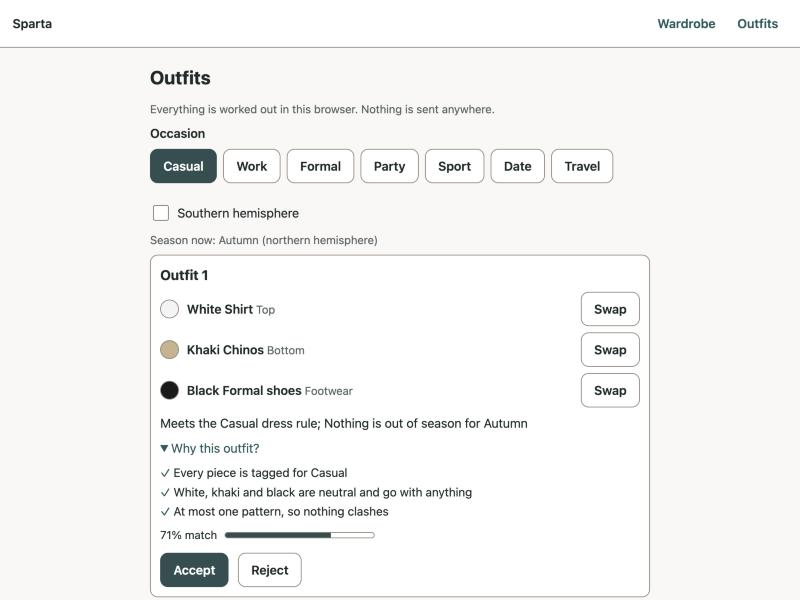 Sparta
Wardrobe Outfits
Outfits
Everything is worked out in this browser. Nothing is sent anywhere.
Occasion
Casual Work Formal Party Sport Date Travel
Southern hemisphere
Season now: Autumn (northern hemisphere)
Outfit 1
White Shirt Top Swap
Khaki Chinos Bottom Swap
Black Formal shoes Footwear Swap
Meets the Casual dress rule; Nothing is out of season for Autumn
▼ Why this outfit?
✓ Every piece is tagged for Casual
✓ White, khaki and black are neutral and go with anything
✓ At most one pattern, so nothing clashes
71% match
Accept Reject